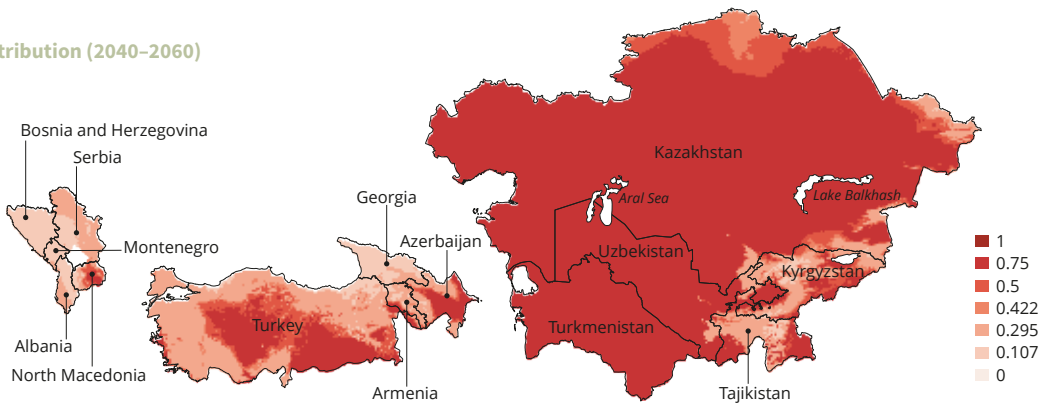 tribution (2040–2060)
Bosnia and Herzegovina
Serbia
Montenegro
Albania
North Macedonia
Turkey
Georgia
Azerbaijan
Armenia
Kazakhstan
Aral Sea
Lake Balkhash
Uzbekistan
Kyrgyzstan
Turkmenistan
Tajikistan
1
0.75
0.5
0.422
0.295
0.107
0